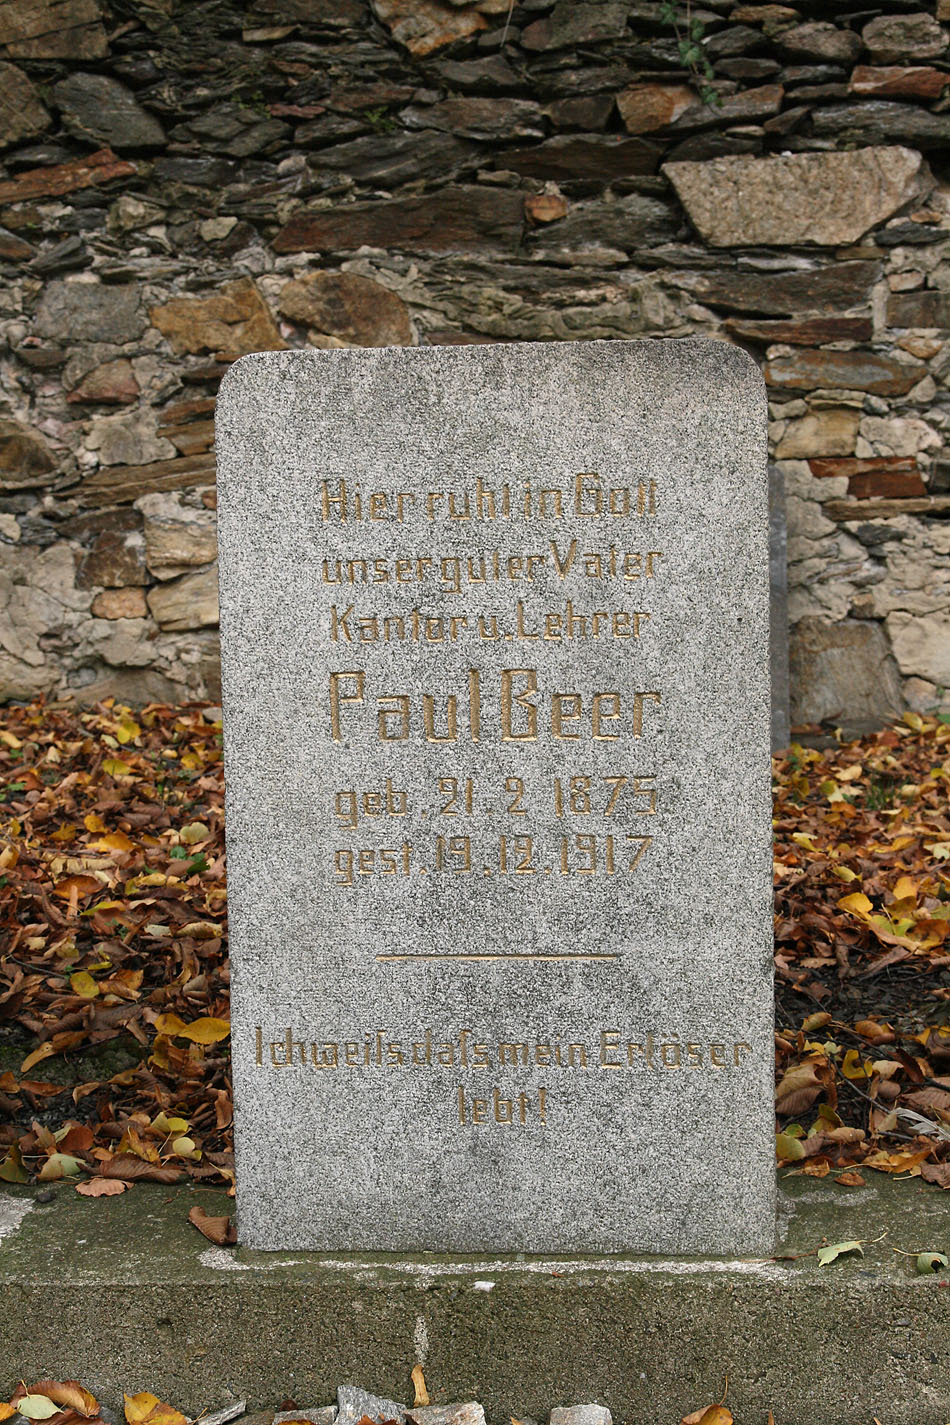 Hier ruht in Gott
unser guter Vater
Kantor u. Lehrer
Paul Beer
geb. 21. 2. 1875
gest. 19. 12. 1917
Ich weiſs daſs mein Erlöser
lebt!